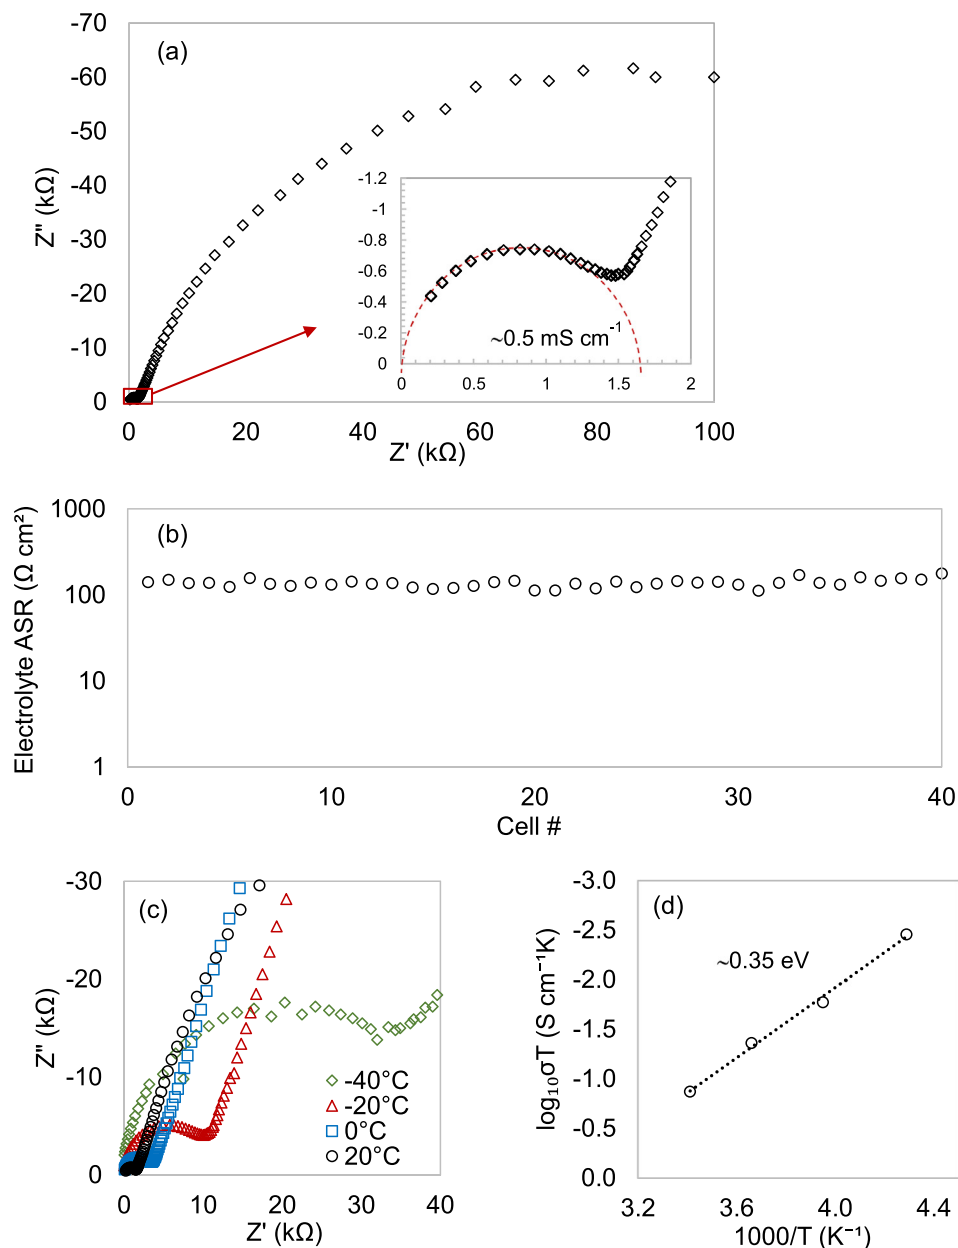 (a)
-70
-60
-50
-40
-30
-20
-10
0
Z" (kΩ)
0 20 40 60 80 100
Z' (kΩ)
-1.2
-1
-0.8
-0.6
-0.4
-0.2
0
0 0.5 1 1.5 2
~0.5 mS cm⁻¹
(b)
1000
100
10
1
Electrolyte ASR (Ω cm²)
0 10 20 30 40
Cell #
(c)
-30
-20
-10
0
Z" (kΩ)
0 10 20 30 40
Z' (kΩ)
-40°C
-20°C
0°C
20°C
(d)
-3.0
-2.5
-2.0
-1.5
-1.0
-0.5
0.0
log₁₀σT (S cm⁻¹K)
~0.35 eV
3.2 3.6 4.0 4.4
1000/T (K⁻¹)